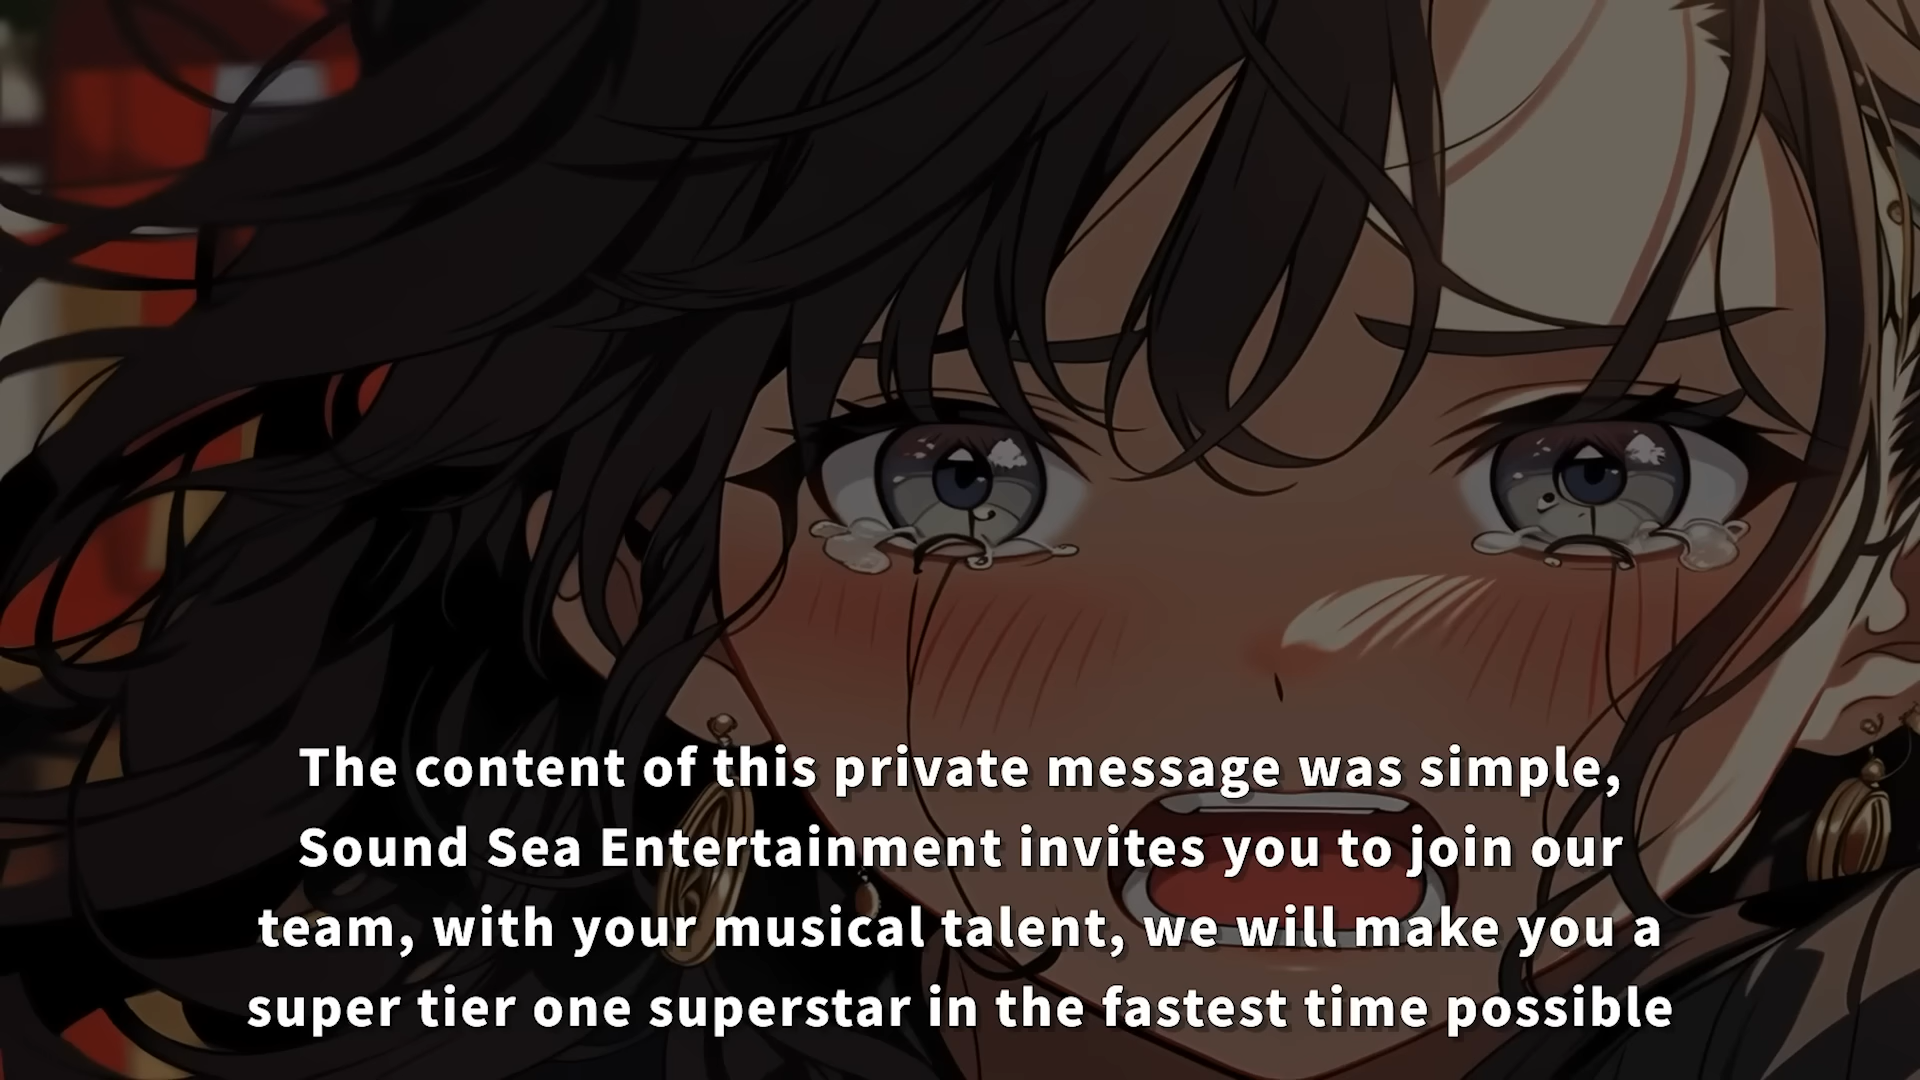 The content of this private message was simple,
Sound Sea Entertainment invites you to join our
team, with your musical talent, we will make you a
super tier one superstar in the fastest time possible